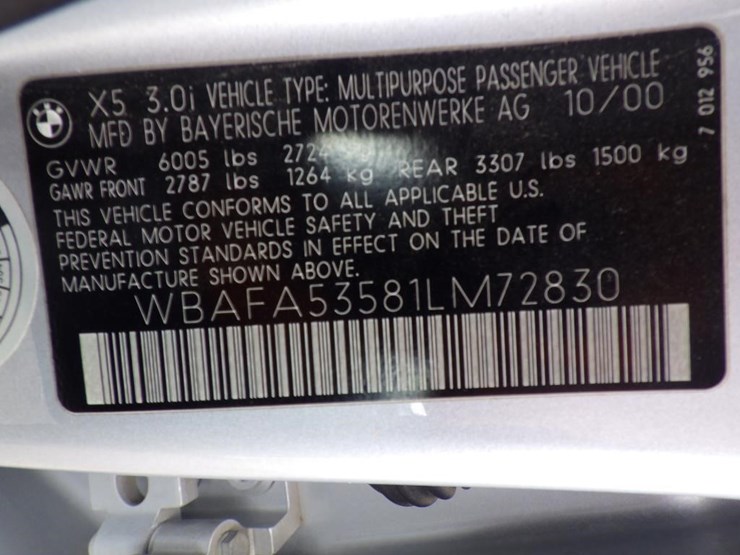 X5 3.0i VEHICLE TYPE: MULTIPURPOSE PASSENGER VEHICLE
MFD BY BAYERISCHE MOTORENWERKE AG 10/00
GVWR 6005 lbs
GAWR FRONT 2787 lbs 1264 kg REAR 3307 lbs 1500 kg
THIS VEHICLE CONFORMS TO ALL APPLICABLE U.S.
FEDERAL MOTOR VEHICLE SAFETY AND THEFT
PREVENTION STANDARDS IN EFFECT ON THE DATE OF
MANUFACTURE SHOWN ABOVE.
WBAFA53581LM72830
7 012 956